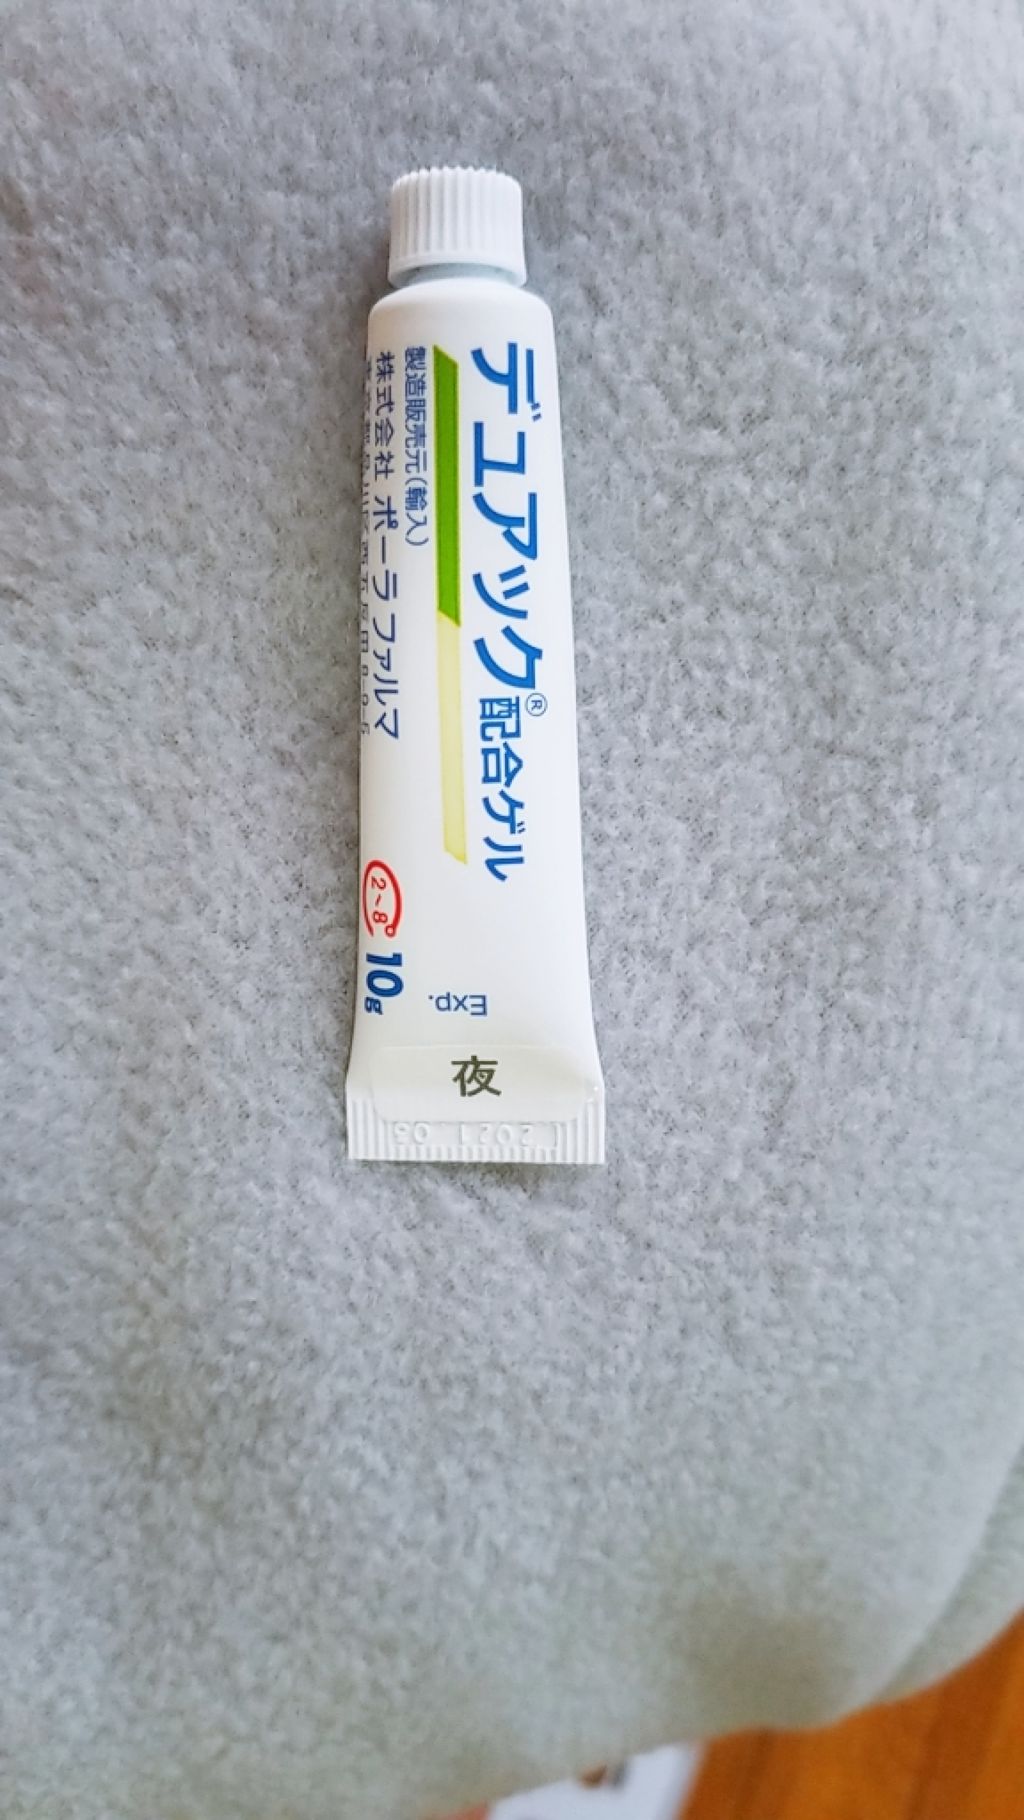 デュアック®配合ゲル
製造販売元(輸入)
株式会社 ポーラ ファルマ
2~8°
10g
Exp.
夜
2021